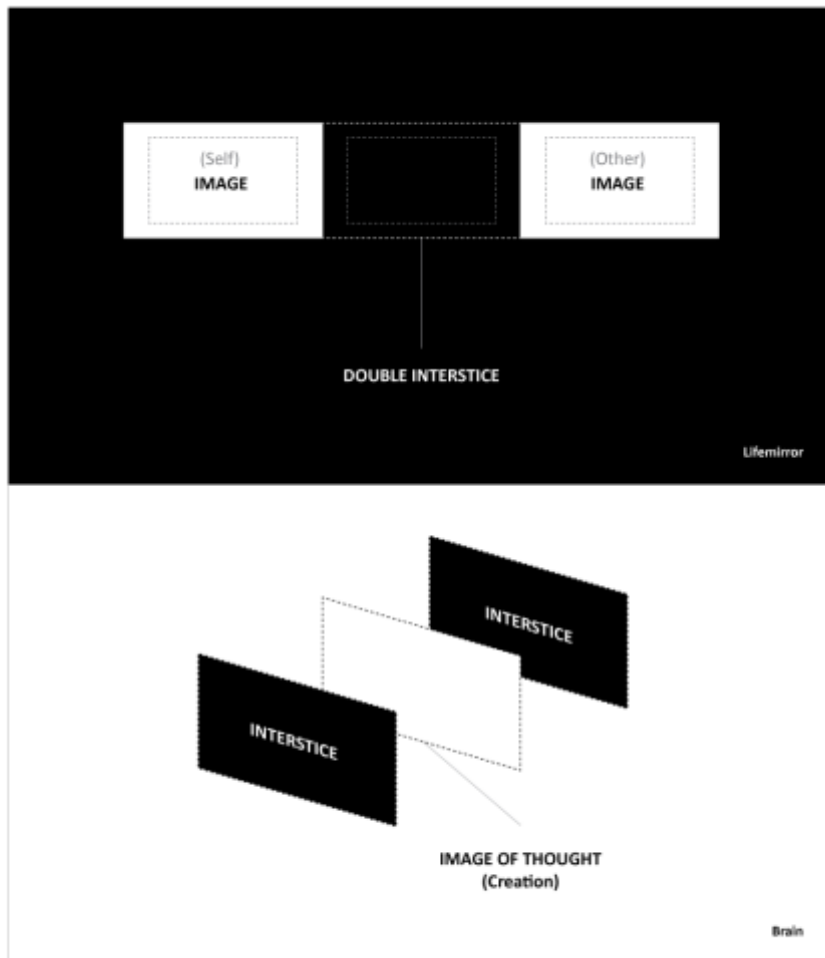 (Self)
IMAGE
(Other)
IMAGE
DOUBLE INTERSTICE
Lifemirror
INTERSTICE
INTERSTICE
IMAGE OF THOUGHT
(Creation)
Brain